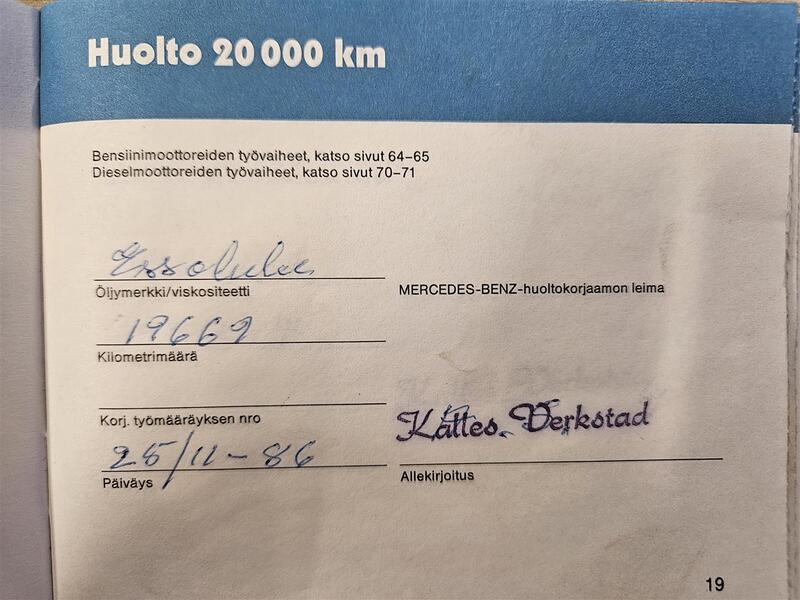 Huolto 20 000 km
Bensiinimoottoreiden työvaiheet, katso sivut 64–65
Dieselmoottoreiden työvaiheet, katso sivut 70–71
Essolube
Öljymerkki/viskositeetti
MERCEDES-BENZ-huoltokorjaamon leima
19669
Kilometrimäärä
Korj. työmääräyksen nro
Kattes Verkstad
25/11-86
Päiväys
Allekirjoitus
19